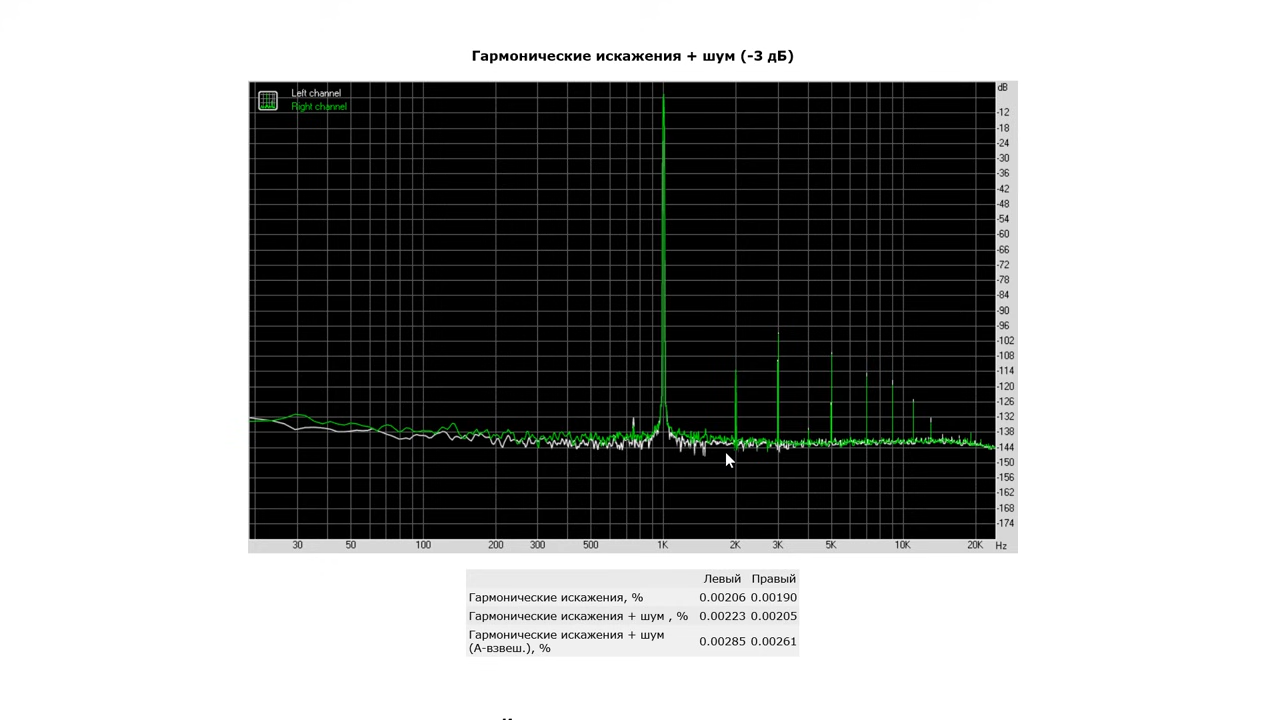 Гармонические искажения + шум (-3 дБ)
Left channel
Right channel
dB
-12
-18
-24
-30
-36
-42
-48
-54
-60
-66
-72
-78
-84
-90
-96
-102
-108
-114
-120
-126
-132
-138
-144
-150
-156
-162
-168
-174
30 50 100 200 300 500 1K 2K 3K 5K 10K 20K Hz
Левый Правый
Гармонические искажения, % 0.00206 0.00190
Гармонические искажения + шум , % 0.00223 0.00205
Гармонические искажения + шум
(A-взвеш.), % 0.00285 0.00261